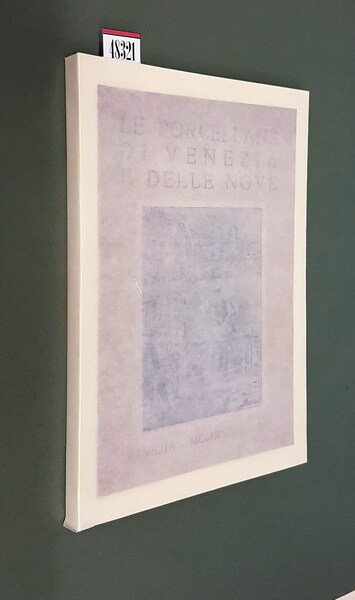 48321
LE PORCELLANE
DI VENEZIA
E DELLE NOVE